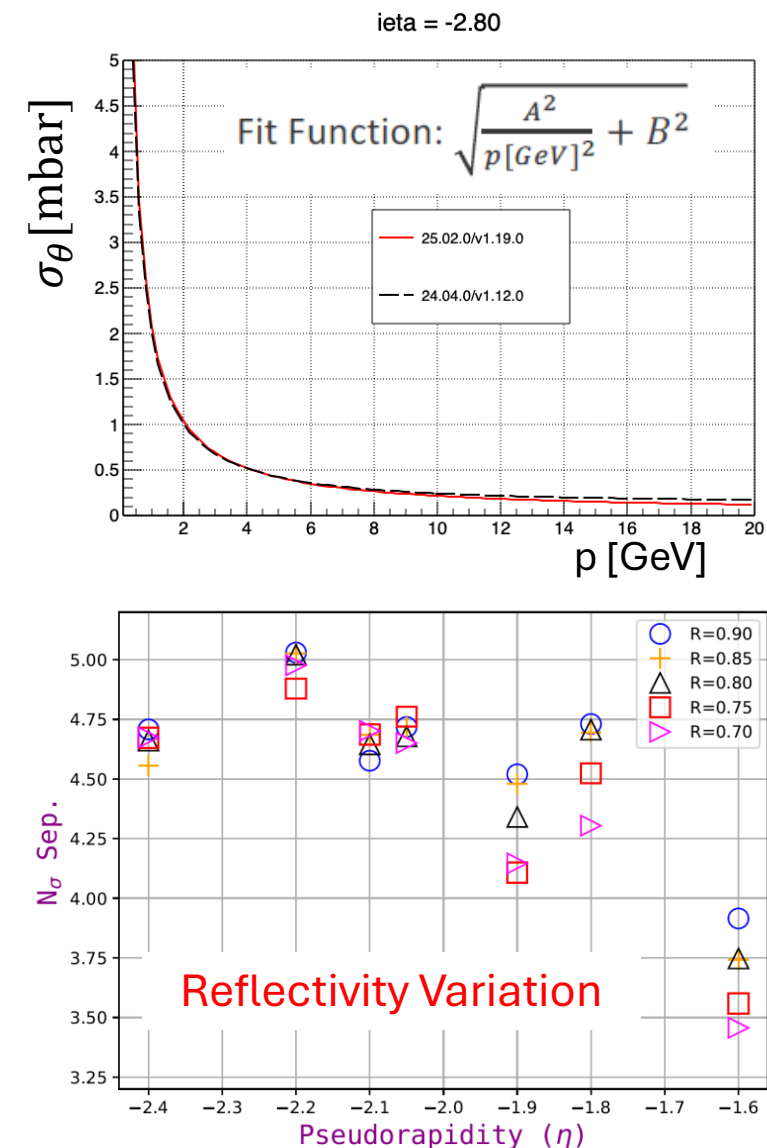 ieta = -2.80
σθ [mbar]
5
4.5
4
3.5
3
2.5
2
1.5
1
0.5
0
Fit Function: √(A²/p[GeV]² + B²)
25.02.0/v1.19.0
24.04.0/v1.12.0
2 4 6 8 10 12 14 16 18 20
p [GeV]
Nσ Sep.
5.00
4.75
4.50
4.25
4.00
3.75
3.50
3.25
R=0.90
R=0.85
R=0.80
R=0.75
R=0.70
Reflectivity Variation
−2.4 −2.3 −2.2 −2.1 −2.0 −1.9 −1.8 −1.7 −1.6
Pseudorapidity (η)